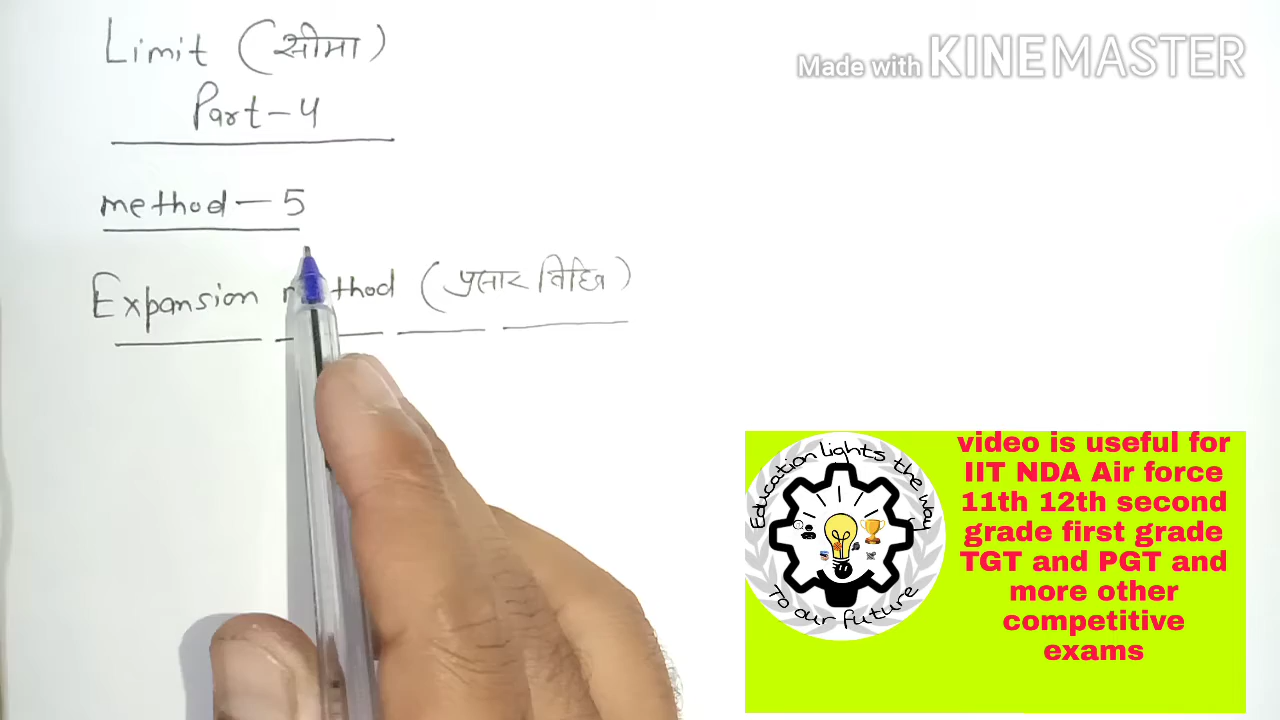 Limit (सीमा)
Part-4
method-5
Expansion method (प्रसार विधि)
Made with KINEMASTER
Education lights the way
To our future
video is useful for
IIT NDA Air force
11th 12th second
grade first grade
TGT and PGT and
more other
competitive
exams